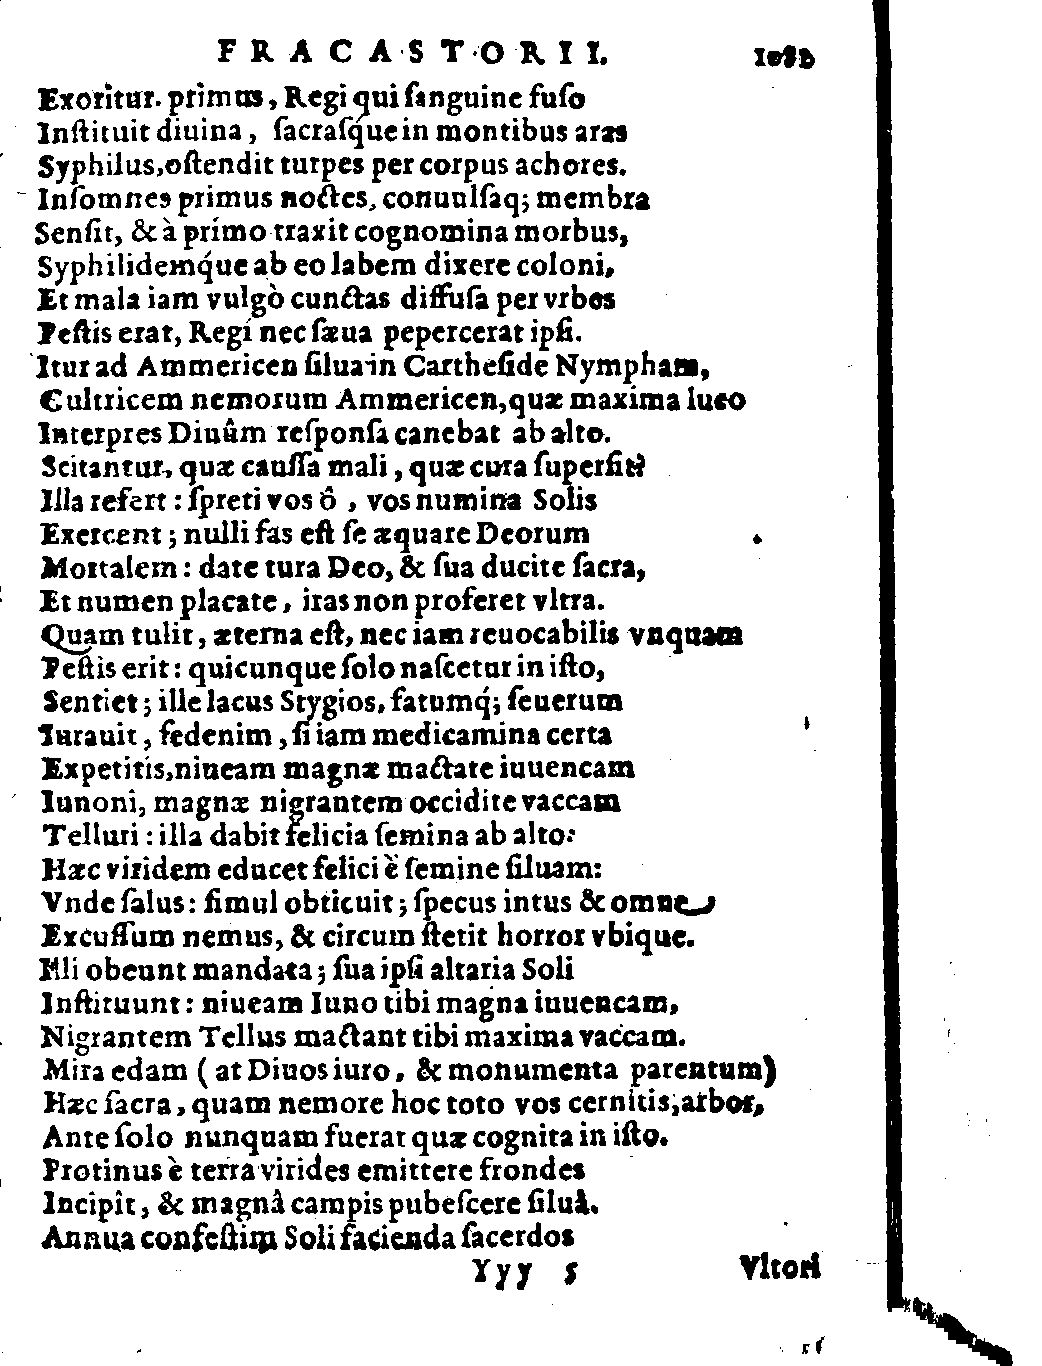 FRACASTORII.
Exoritur. primus, Regi qui ſanguine fuſo
Inſtituit diuina, ſacraſq́ue in montibus aras
Syphilus, oſtendit turpes per corpus achores.
Inſomnes primus noctes, conuulſaq; membra
Senſit, & à primo traxit cognomina morbus,
Syphilidemq́ue ab eo labem dixere coloni,
Et mala iam vulgò cunctas diffuſa per vrbes
Peſtis erat, Regi nec ſæua pepercerat ipſi.
Itur ad Ammericen ſilua in Cartheſide Nympham,
Cultricem nemorum Ammericen, quæ maxima luco
Interpres Diuûm reſponſa canebat ab alto.
Scitantur, quæ cauſſa mali, quæ cura ſuperſit?
Illa refert: ſpreti vos ô, vos numina Solis
Exercent; nulli fas eſt ſe æquare Deorum
Mortalem: date tura Deo, & ſua ducite ſacra,
Et numen placate, iras non proferet vltra.
Quam tulit, æterna eſt, nec iam reuocabilis vnquam
Peſtis erit: quicunque ſolo naſcetur in iſto,
Sentiet; ille lacus Stygios, fatumq́; ſeuerum
Iurauit, ſedenim, ſi iam medicamina certa
Expetitis, niueam magnæ mactate iuuencam
Iunoni, magnæ nigrantem occidite vaccam
Telluri: illa dabit felicia ſemina ab alto:
Hæc viridem educet felici è ſemine ſiluam:
Vnde ſalus: ſimul obticuit; ſpecus intus & omne
Excuſſum nemus, & circum ſtetit horror vbique.
Illi obeunt mandata; ſua ipſi altaria Soli
Inſtituunt: niueam Iuno tibi magna iuuencam,
Nigrantem Tellus mactant tibi maxima vaccam.
Mira edam (at Diuos iuro, & monumenta parentum)
Hæc ſacra, quam nemore hoc toto vos cernitis, arbor,
Ante ſolo nunquam fuerat quæ cognita in iſto.
Protinus è terra virides emittere frondes
Incipit, & magnâ campis pubeſcere ſiluâ.
Annua confeſtim Soli facienda ſacerdos
Yyy 5 Vltori